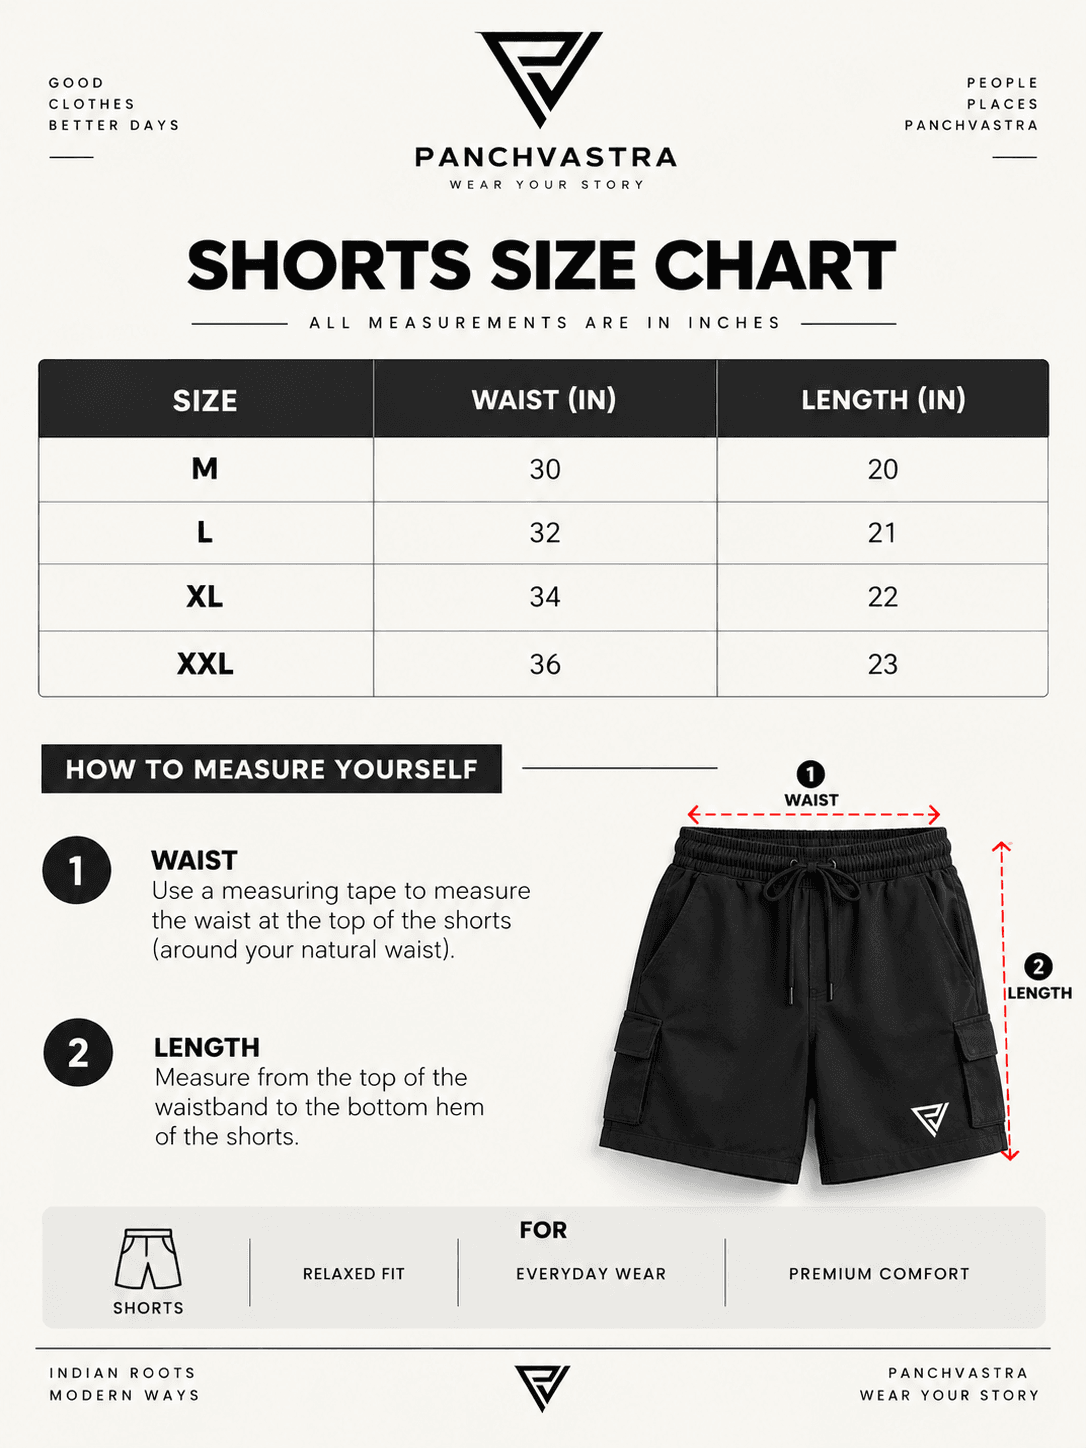 GOOD
CLOTHES
BETTER DAYS
PEOPLE
PLACES
PANCHVASTRA
PANCHVASTRA
WEAR YOUR STORY
SHORTS SIZE CHART
ALL MEASUREMENTS ARE IN INCHES
SIZE WAIST (IN) LENGTH (IN)
M 30 20
L 32 21
XL 34 22
XXL 36 23
HOW TO MEASURE YOURSELF
1
WAIST
Use a measuring tape to measure
the waist at the top of the shorts
(around your natural waist).
2
LENGTH
Measure from the top of the
waistband to the bottom hem
of the shorts.
1
WAIST
2
LENGTH
FOR
SHORTS
RELAXED FIT
EVERYDAY WEAR
PREMIUM COMFORT
INDIAN ROOTS
MODERN WAYS
PANCHVASTRA
WEAR YOUR STORY